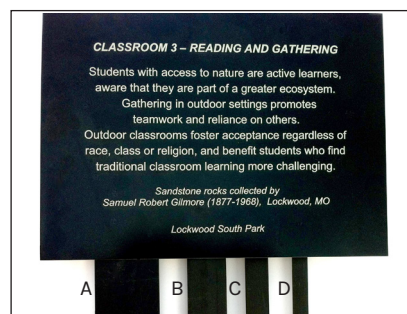 CLASSROOM 3 – READING AND GATHERING
Students with access to nature are active learners,
aware that they are part of a greater ecosystem.
Gathering in outdoor settings promotes
teamwork and reliance on others.
Outdoor classrooms foster acceptance regardless of
race, class or religion, and benefit students who find
traditional classroom learning more challenging.
Sandstone rocks collected by
Samuel Robert Gilmore (1877-1968), Lockwood, MO
Lockwood South Park
A B C D